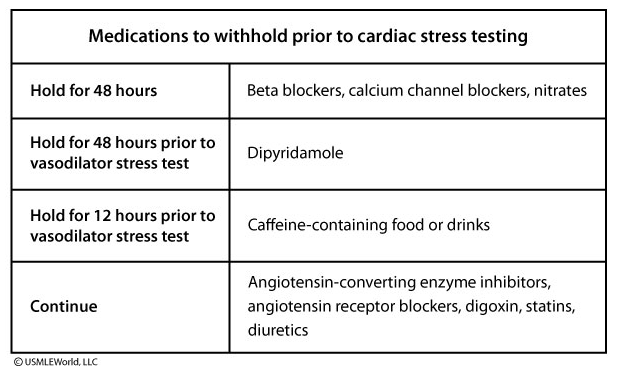 Medications to withhold prior to cardiac stress testing
Hold for 48 hours
Beta blockers, calcium channel blockers, nitrates
Hold for 48 hours prior to
vasodilator stress test
Dipyridamole
Hold for 12 hours prior to
vasodilator stress test
Caffeine-containing food or drinks
Continue
Angiotensin-converting enzyme inhibitors,
angiotensin receptor blockers, digoxin, statins,
diuretics
© USMLEWorld, LLC